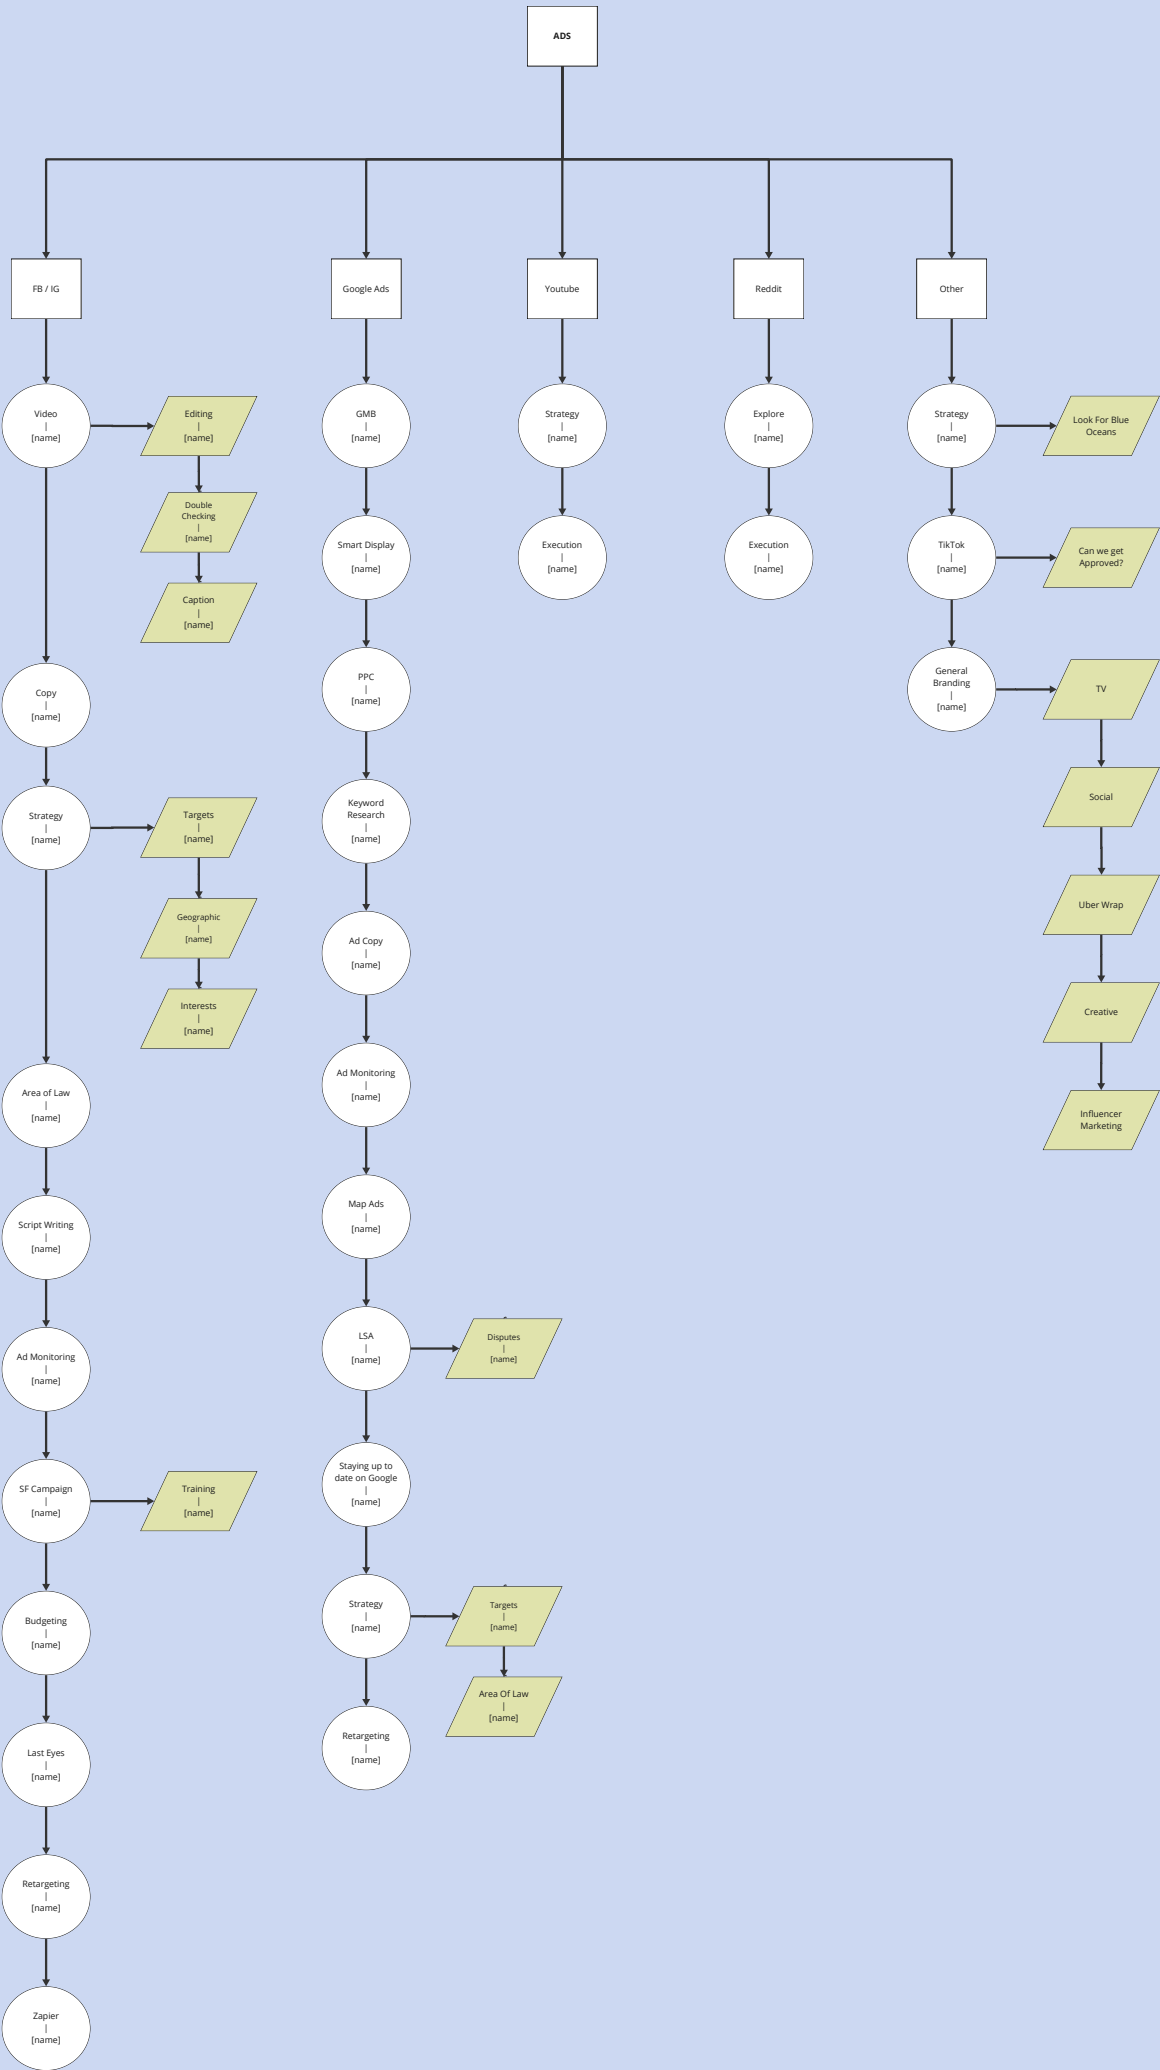 ADS
FB / IG
Google Ads
Youtube
Reddit
Other
Video
|
[name]
Editing
|
[name]
Double
Checking
|
[name]
Caption
|
[name]
Copy
|
[name]
Strategy
|
[name]
Targets
|
[name]
Geographic
|
[name]
Interests
|
[name]
Area of Law
|
[name]
Script Writing
|
[name]
Ad Monitoring
|
[name]
SF Campaign
|
[name]
Training
|
[name]
Budgeting
|
[name]
Last Eyes
|
[name]
Retargeting
|
[name]
Zapier
|
[name]
GMB
|
[name]
Smart Display
|
[name]
PPC
|
[name]
Keyword
Research
|
[name]
Ad Copy
|
[name]
Ad Monitoring
|
[name]
Map Ads
|
[name]
LSA
|
[name]
Disputes
|
[name]
Staying up to
date on Google
|
[name]
Strategy
|
[name]
Targets
|
[name]
Area Of Law
|
[name]
Retargeting
|
[name]
Strategy
|
[name]
Execution
|
[name]
Explore
|
[name]
Execution
|
[name]
Strategy
|
[name]
Look For Blue
Oceans
TikTok
|
[name]
Can we get
Approved?
General
Branding
|
[name]
TV
Social
Uber Wrap
Creative
Influencer
Marketing